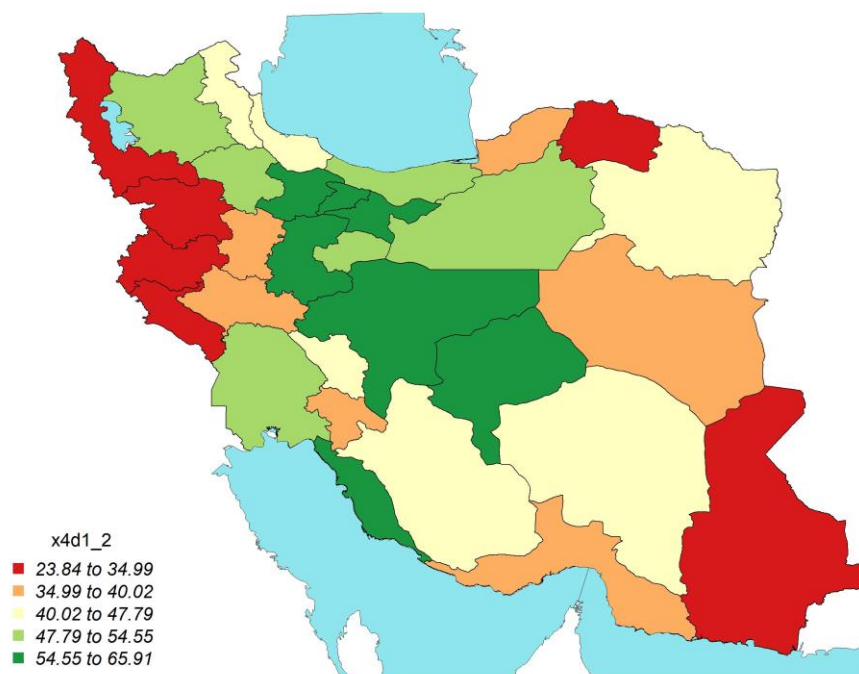 x4d1_2
23.84 to 34.99
34.99 to 40.02
40.02 to 47.79
47.79 to 54.55
54.55 to 65.91